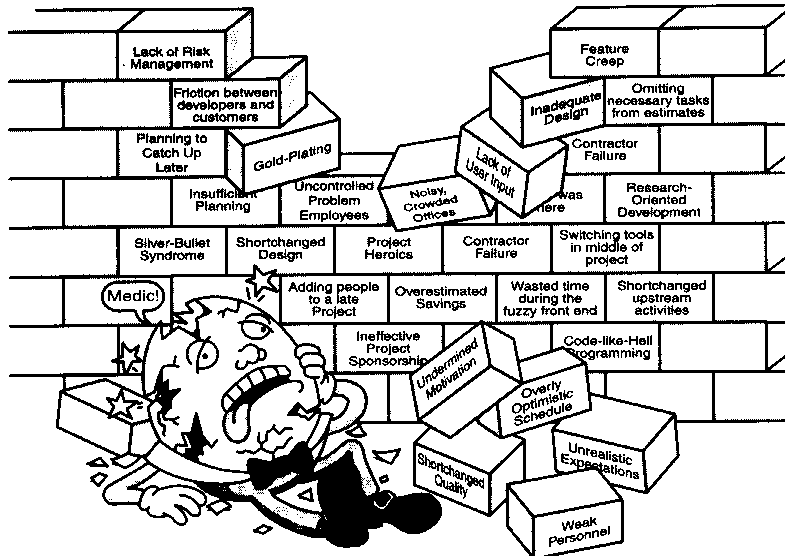 Lack of Risk
Management
Feature
Creep
Friction between
developers and
customers
Inadequate
Design
Omitting
necessary tasks
from estimates
Planning to
Catch Up
Later
Gold-Plating
Lack of
User Input
Contractor
Failure
Insufficient
Planning
Uncontrolled
Problem
Employees
Noisy,
Crowded
Offices
was
here
Research-
Oriented
Development
Silver-Bullet
Syndrome
Shortchanged
Design
Project
Heroics
Contractor
Failure
Switching tools
in middle of
project
Medic!
Adding people
to a late
Project
Overestimated
Savings
Wasted time
during the
fuzzy front end
Shortchanged
upstream
activities
Ineffective
Project
Sponsorship
Undermined
Motivation
Code-like-Hell
Programming
Overly
Optimistic
Schedule
Shortchanged
Quality
Unrealistic
Expectations
Weak
Personnel